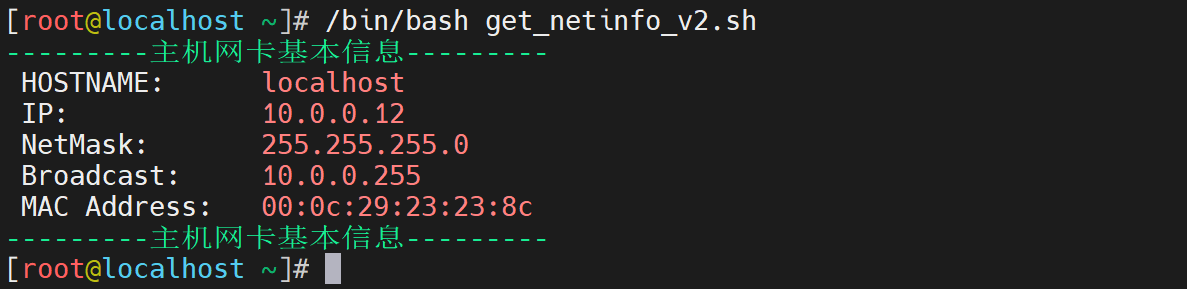 [root@localhost ~]# /bin/bash get_netinfo_v2.sh
---------主机网卡基本信息---------
HOSTNAME: localhost
IP: 10.0.0.12
NetMask: 255.255.255.0
Broadcast: 10.0.0.255
MAC Address: 00:0c:29:23:23:8c
---------主机网卡基本信息---------
[root@localhost ~]#